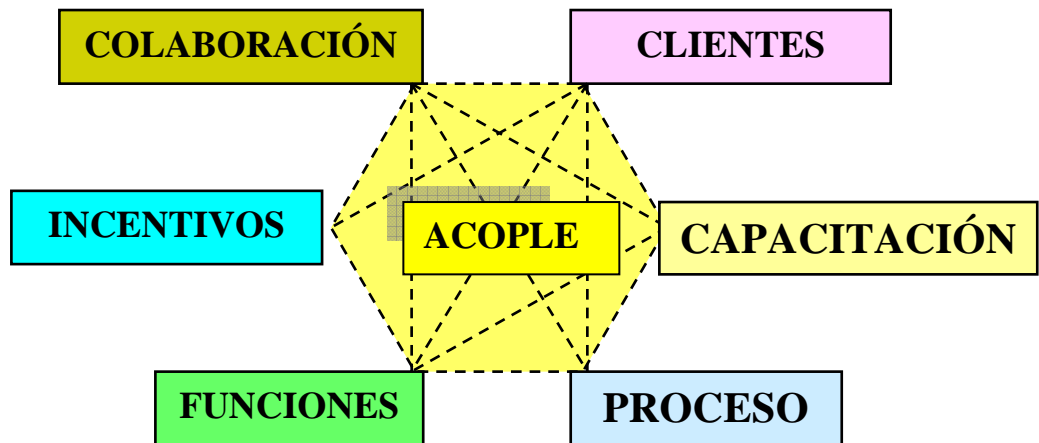 COLABORACIÓN
CLIENTES
INCENTIVOS
ACOPLE
CAPACITACIÓN
FUNCIONES
PROCESO